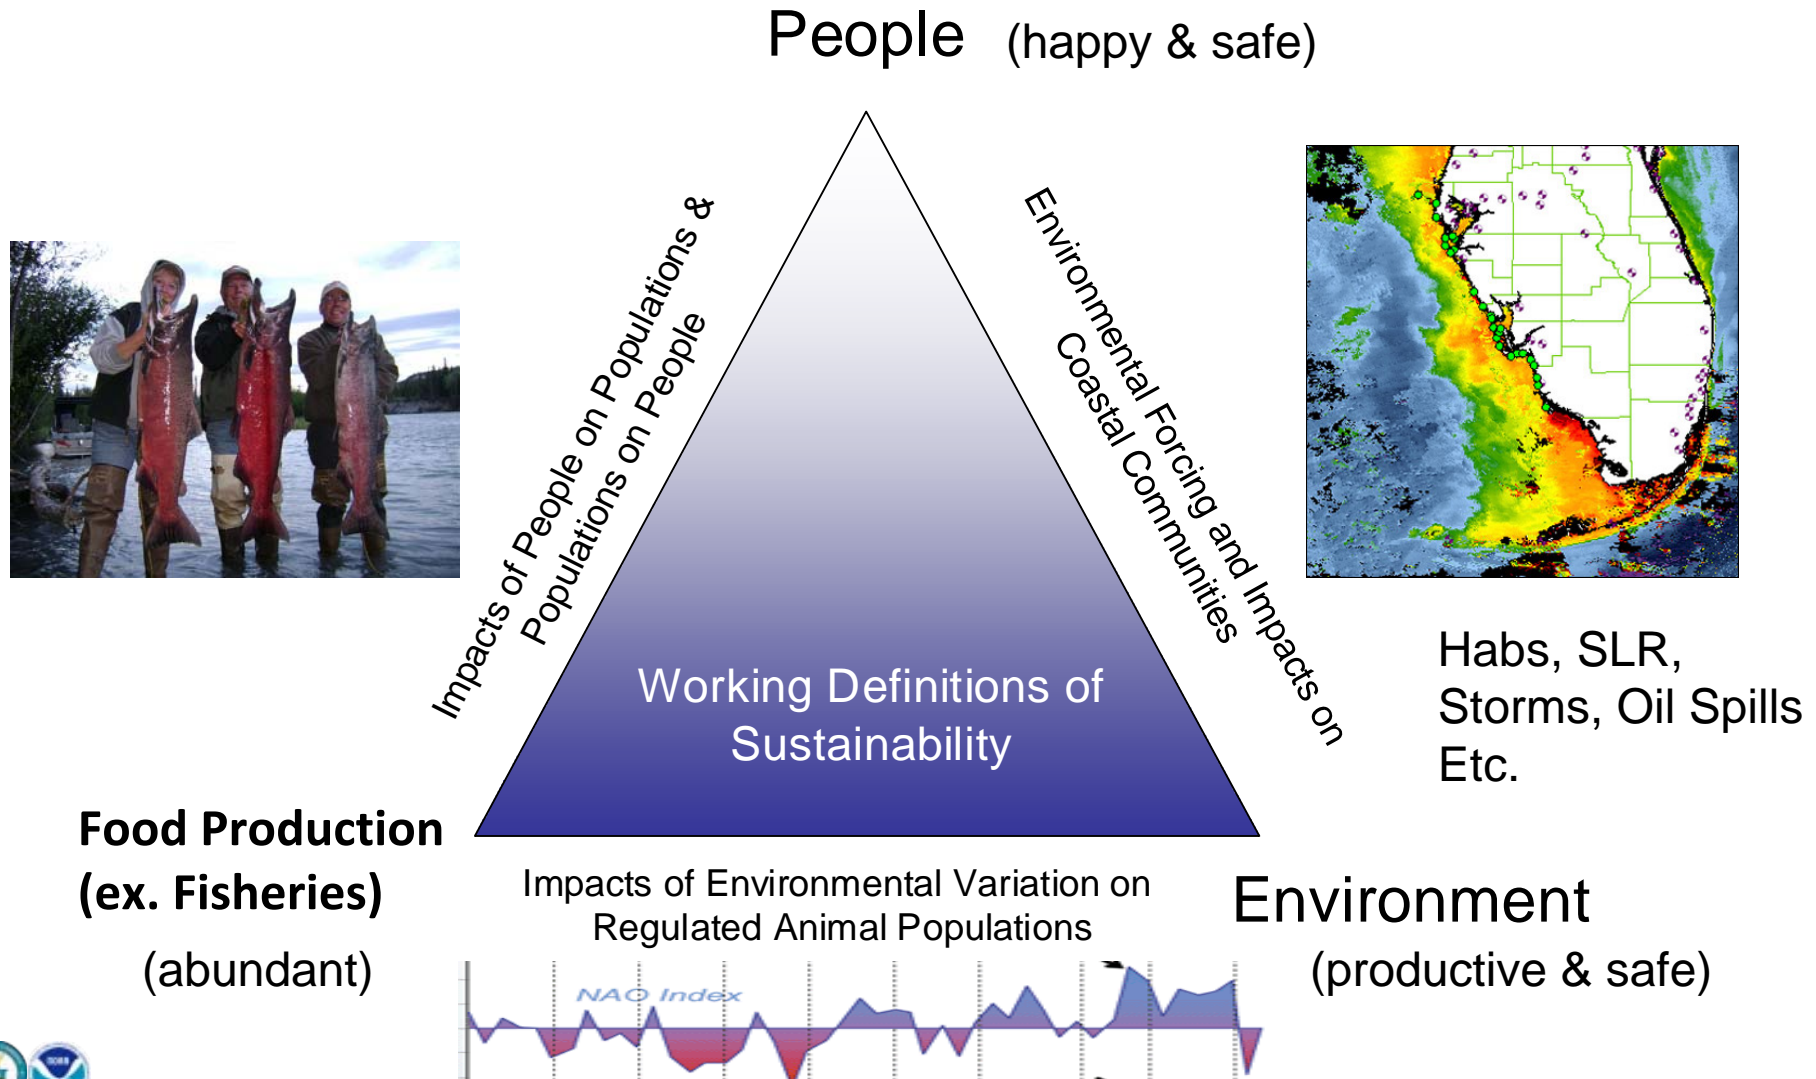 People (happy & safe)
Impacts of People on Populations &
Populations on People
Environmental Forcing and Impacts on
Coastal Communities
Working Definitions of
Sustainability
Habs, SLR,
Storms, Oil Spills
Etc.
Food Production
(ex. Fisheries)
(abundant)
Impacts of Environmental Variation on
Regulated Animal Populations
Environment
(productive & safe)
NAO Index